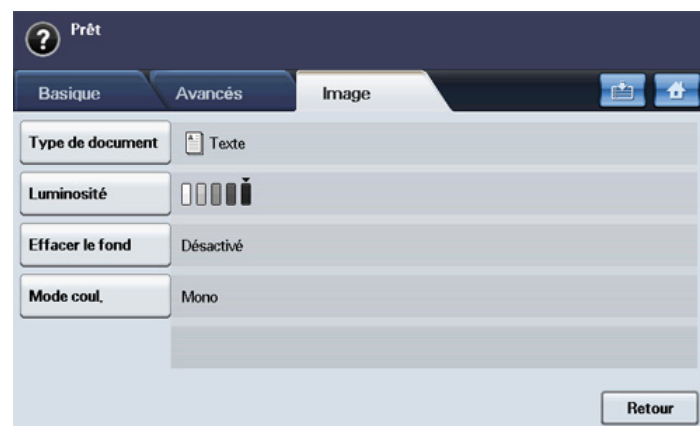 Prêt
Basique Avancés Image
Type de document Texte
Luminosité
Effacer le fond Désactivé
Mode coul. Mono
Retour